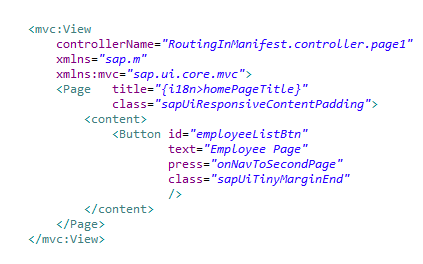 <mvc:View
controllerName="RoutingInManifest.controller.page1"
xmlns="sap.m"
xmlns:mvc="sap.ui.core.mvc">
<Page title="{i18n>homePageTitle}"
class="sapUiResponsiveContentPadding">
<content>
<Button id="employeeListBtn"
text="Employee Page"
press="onNavToSecondPage"
class="sapUiTinyMarginEnd"
/>
</content>
</Page>
</mvc:View>